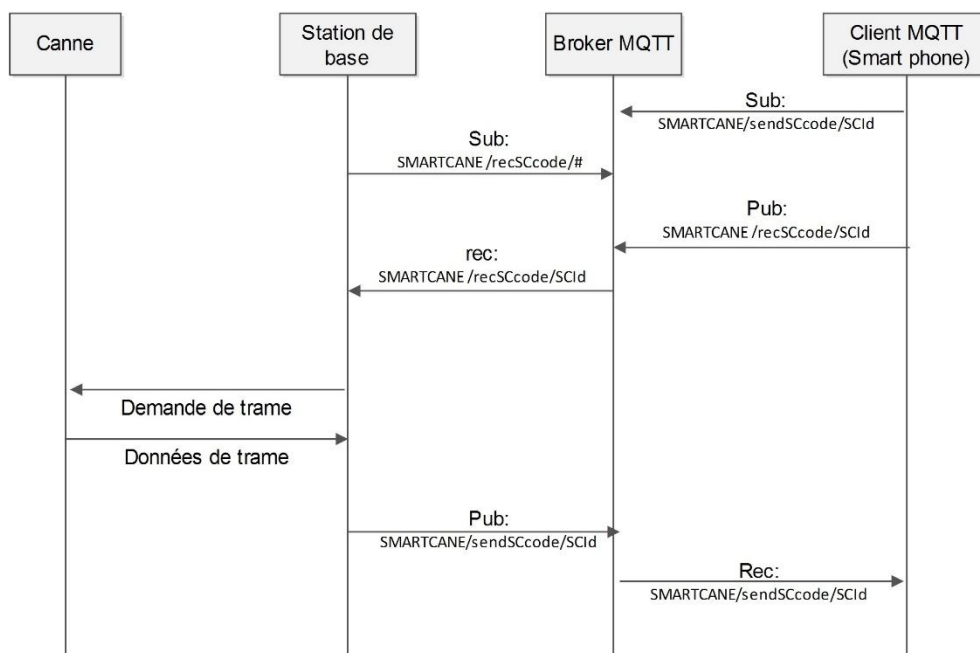 Canne
Station de
base
Broker MQTT
Client MQTT
(Smart phone)
Sub:
SMARTCANE/sendSCcode/SCId
Sub:
SMARTCANE/recSCcode/#
Pub:
SMARTCANE/recSCcode/SCId
rec:
SMARTCANE/recSCcode/SCId
Demande de trame
Données de trame
Pub:
SMARTCANE/sendSCcode/SCId
Rec:
SMARTCANE/sendSCcode/SCId